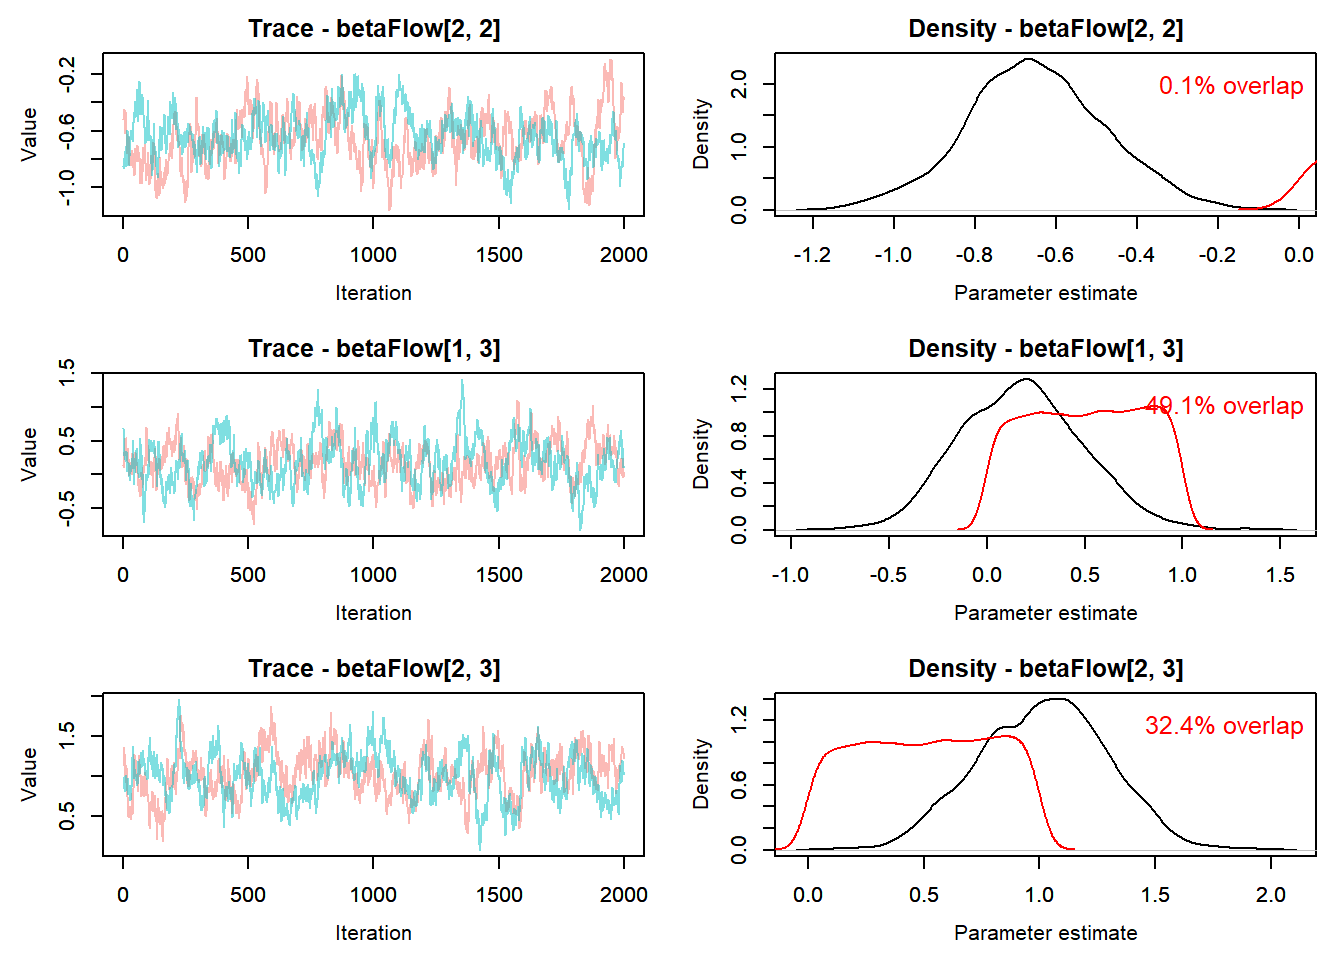 Trace - betaFlow[2, 2]
Value
-0.2
-0.6
-1.0
0 500 1000 1500 2000
Iteration
Density - betaFlow[2, 2]
0.1% overlap
Density
2.0
1.0
0.0
-1.2 -1.0 -0.8 -0.6 -0.4 -0.2 0.0
Parameter estimate
Trace - betaFlow[1, 3]
Value
1.5
0.5
-0.5
0 500 1000 1500 2000
Iteration
Density - betaFlow[1, 3]
49.1% overlap
Density
1.2
0.8
0.4
0.0
-1.0 -0.5 0.0 0.5 1.0 1.5
Parameter estimate
Trace - betaFlow[2, 3]
Value
1.5
0.5
0 500 1000 1500 2000
Iteration
Density - betaFlow[2, 3]
32.4% overlap
Density
1.2
0.6
0.0
0.0 0.5 1.0 1.5 2.0
Parameter estimate